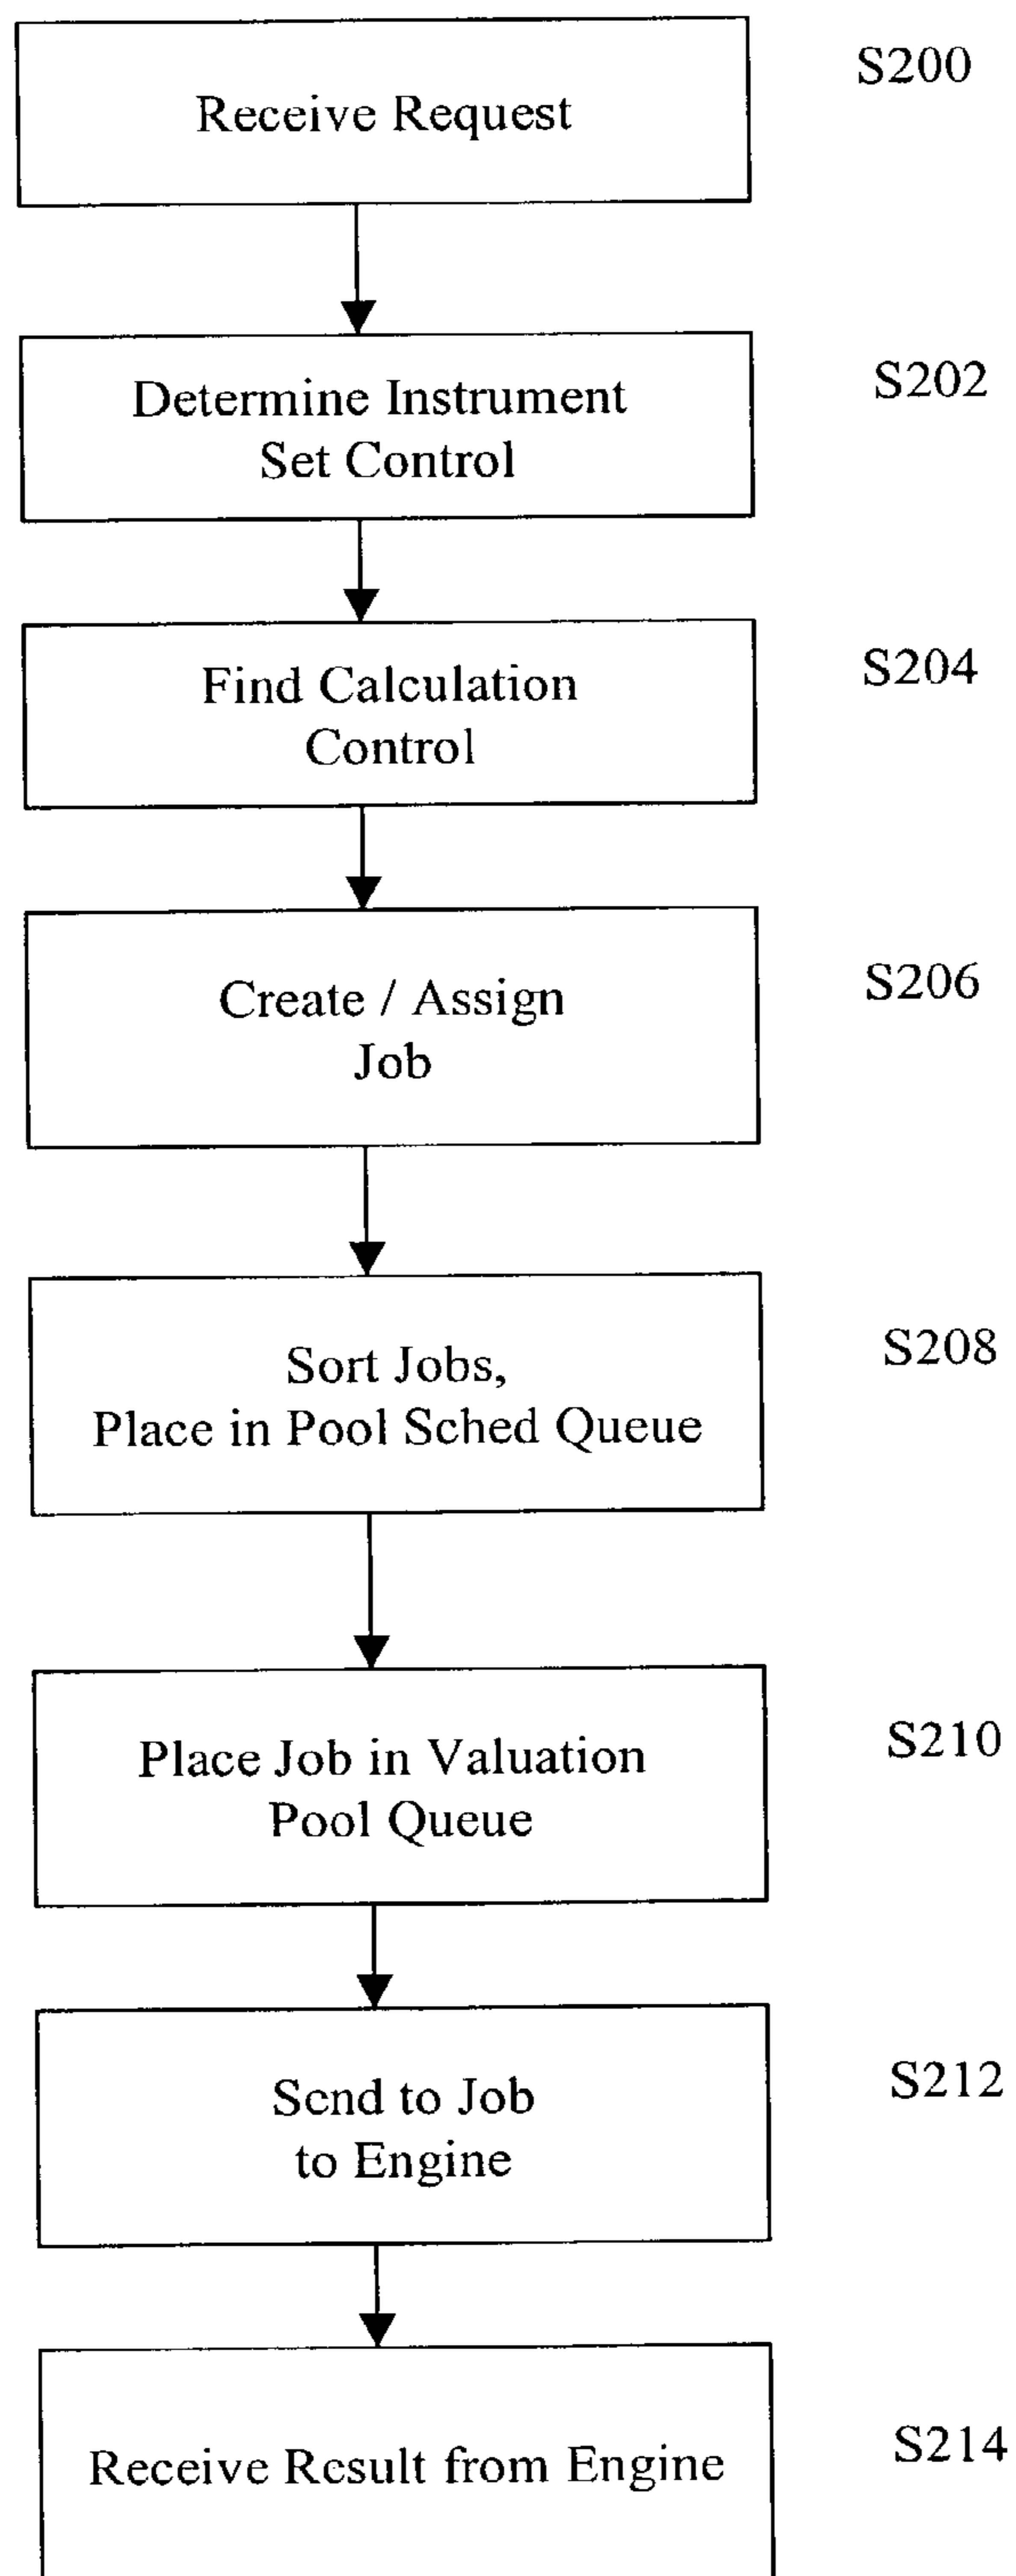 Receive Request
S200
Determine Instrument
Set Control
S202
Find Calculation
Control
S204
Create / Assign
Job
S206
Sort Jobs,
Place in Pool Sched Queue
S208
Place Job in Valuation
Pool Queue
S210
Send to Job
to Engine
S212
Receive Result from Engine
S214